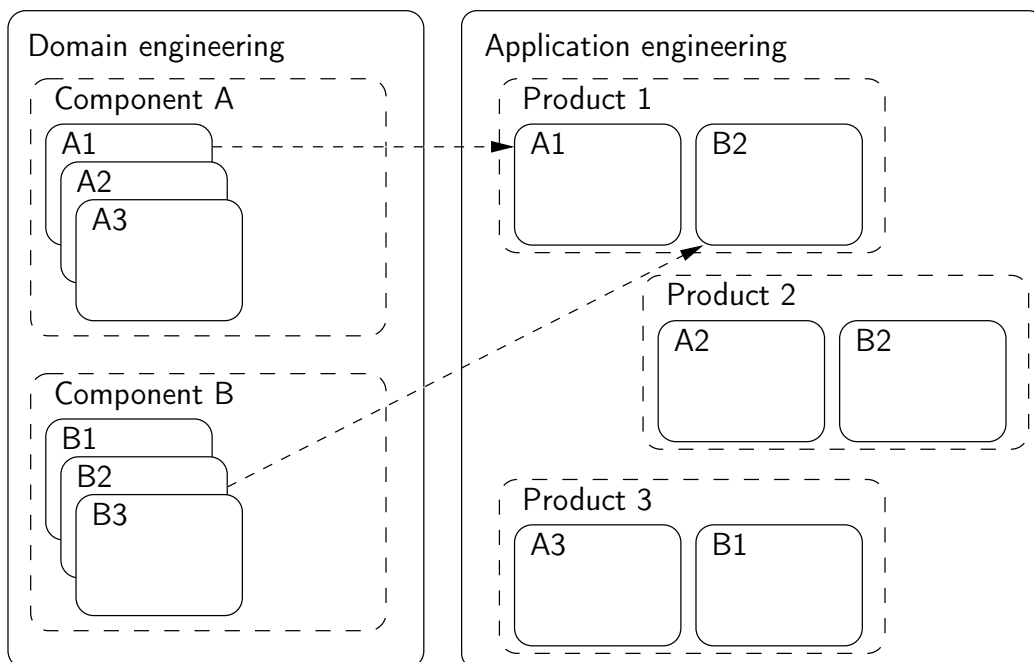 Domain engineering
Component A
A1
A2
A3
Component B
B1
B2
B3
Application engineering
Product 1
A1
B2
Product 2
A2
B2
Product 3
A3
B1